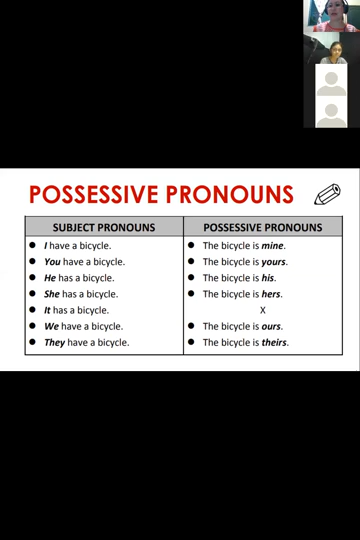 POSSESSIVE PRONOUNS
SUBJECT PRONOUNS
POSSESSIVE PRONOUNS
● I have a bicycle.
● The bicycle is mine.
● You have a bicycle.
● The bicycle is yours.
● He has a bicycle.
● The bicycle is his.
● She has a bicycle.
● The bicycle is hers.
● It has a bicycle.
X
● We have a bicycle.
● The bicycle is ours.
● They have a bicycle.
● The bicycle is theirs.